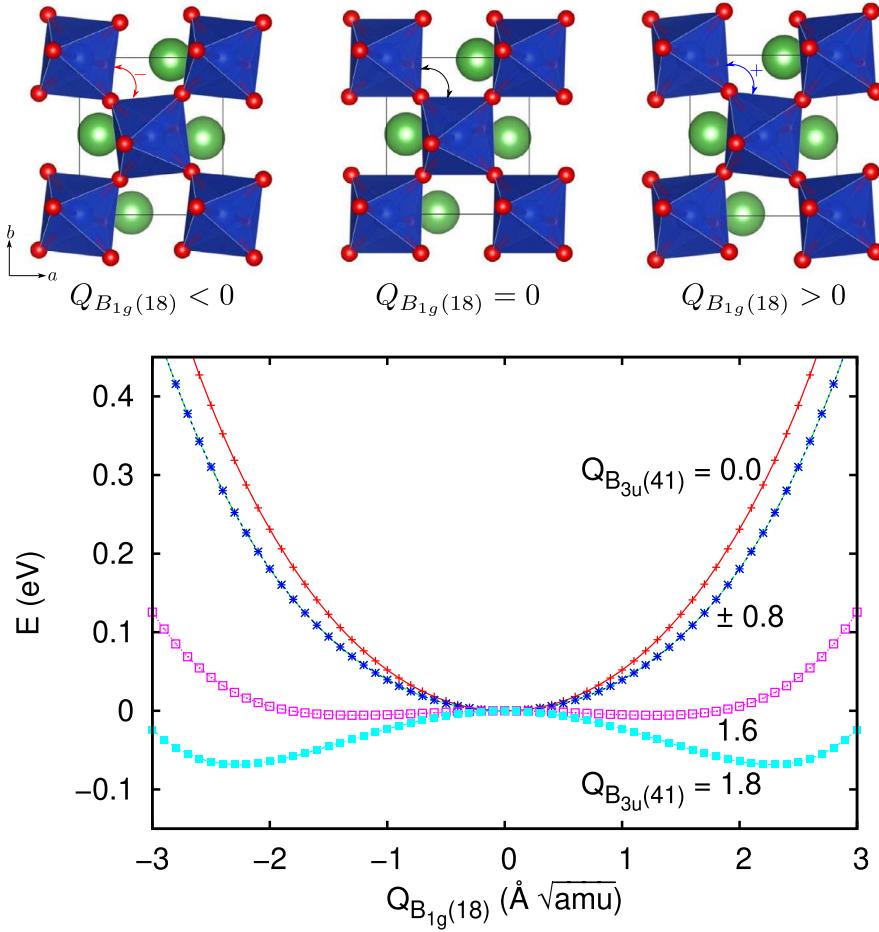 − +
b
a
Q_{B_{1g}(18)} < 0 Q_{B_{1g}(18)} = 0 Q_{B_{1g}(18)} > 0
0.4
Q_{B_{3u}(41)} = 0.0
0.3
0.2
E (eV)
± 0.8
0.1
0
1.6
Q_{B_{3u}(41)} = 1.8
−0.1
−3 −2 −1 0 1 2 3
Q_{B_{1g}(18)} (Å √amu)